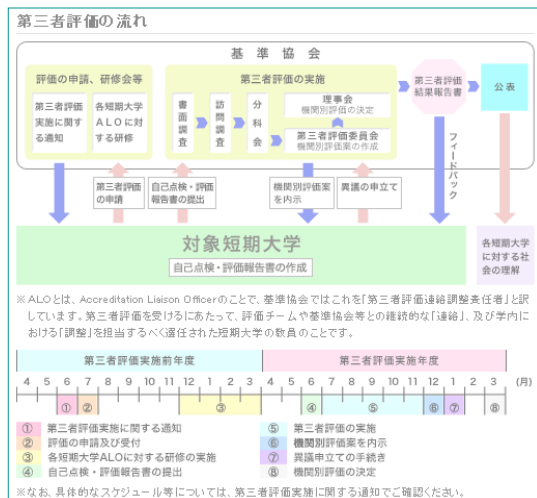 第三者評価の流れ
基準協会
評価の申請、研修会等
第三者評価
実施に関す
る通知
各短期大学
ALOに対
する研修
第三者評価の実施
書面調査
訪問調査
分科会
理事会
機関別評価の決定
第三者評価委員会
機関別評価案の作成
第三者評価
結果報告書
公表
第三者評価
の申請
自己点検・評価
報告書の提出
機関別評価案
を内示
異議の申立て
フィードバック
対象短期大学
自己点検・評価報告書の作成
各短期大学
に対する社
会の理解
※ALOとは、Accreditation Liaison Officerのことで、基準協会ではこれを「第三者評価連絡調整責任者」と訳
しています。第三者評価を受けるにあたって、評価チームや基準協会等との継続的な「連絡」、及び学内に
おける「調整」を担当するべく選任された短期大学の教員のことです。
第三者評価実施前年度
第三者評価実施年度
4 5 6 7 8 9 10 11 12 1 2 3 4 5 6 7 8 9 10 11 12 1 2 3 (月)
① ② ③ ④ ⑤ ⑥ ⑦ ⑧
① 第三者評価実施に関する通知
② 評価の申請及び受付
③ 各短期大学ALOに対する研修の実施
④ 自己点検・評価報告書の提出
⑤ 第三者評価の実施
⑥ 機関別評価案を内示
⑦ 異議申立ての手続き
⑧ 機関別評価の決定
※なお、具体的なスケジュール等については、第三者評価実施に関する通知でご確認ください。